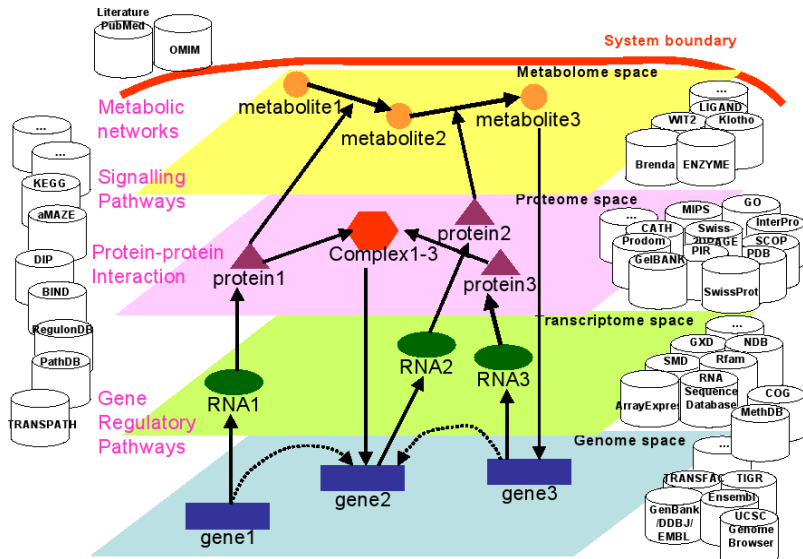 Literature
PubMed
OMIM
System boundary
Metabolome space
Metabolic
networks
metabolite1
metabolite2
metabolite3
...
LIGAND
WIT2
Klotho
Brenda
ENZYME
...
...
KEGG
aMAZE
DIP
BIND
RegulonDB
PathDB
TRANSPATH
Signalling
Pathways
Proteome space
Protein-protein
Interaction
protein1
Complex1-3
protein2
protein3
...
MIPS
GO
CATH
Swiss-
2DPAGE
InterPro
Prodom
PIR
SCOP
PDB
GelBANK
SwissProt
Transcriptome space
RNA1
RNA2
RNA3
...
GXD
NDB
SMD
Rfam
RNA
Sequence
Database
ArrayExpres
COG
MethDB
Gene
Regulatory
Pathways
Genome space
gene1
gene2
gene3
...
TRANSFAC
TIGR
Ensembl
GenBank
/DDBJ/
EMBL
UCSC
Genome
Browser